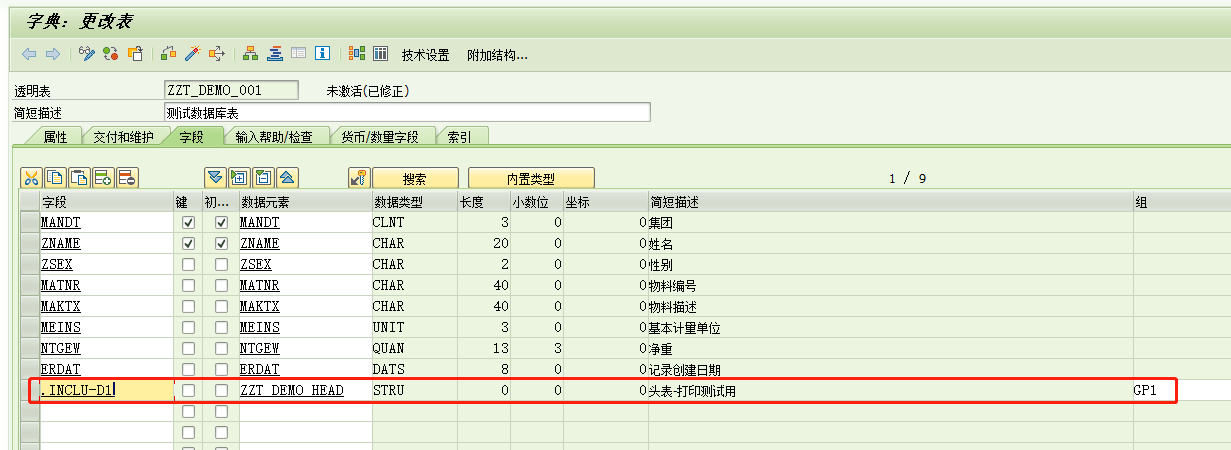 字典: 更改表
技术设置 附加结构...
透明表 ZZT_DEMO_001 未激活(已修正)
简短描述 测试数据库表
属性 交付和维护 字段 输入帮助/检查 货币/数量字段 索引
搜索 内置类型 1 / 9
字段 键 初... 数据元素 数据类型 长度 小数位 坐标 简短描述 组
MANDT MANDT CLNT 3 0 0 集团
ZNAME ZNAME CHAR 20 0 0 姓名
ZSEX ZSEX CHAR 2 0 0 性别
MATNR MATNR CHAR 40 0 0 物料编号
MAKTX MAKTX CHAR 40 0 0 物料描述
MEINS MEINS UNIT 3 0 0 基本计量单位
NTGEW NTGEW QUAN 13 3 0 净重
ERDAT ERDAT DATS 8 0 0 记录创建日期
.INCLU-D1 ZZT_DEMO_HEAD STRU 0 0 0 头表-打印测试用 GP1